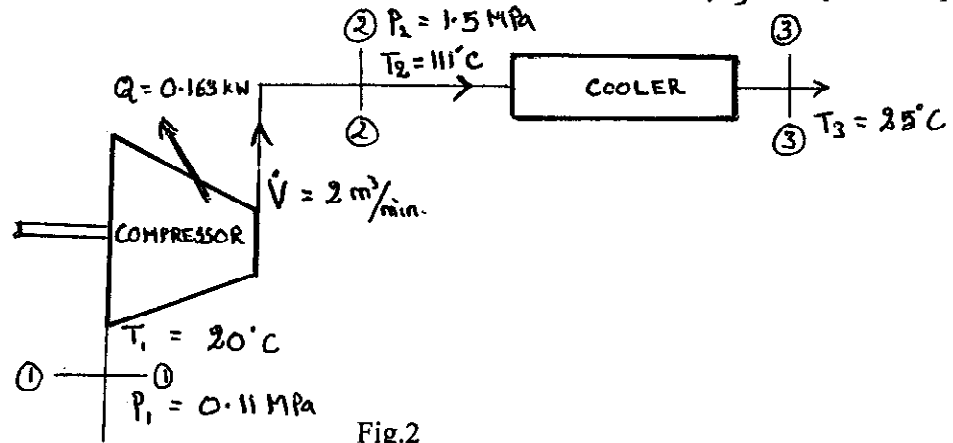 ② P₂ = 1.5 MPa
T₂ = 111°C
②
Q = 0.169 kW
COOLER
③
③
T₃ = 25°C
V̇ = 2 m³/min.
COMPRESSOR
T₁ = 20°C
① ①
P₁ = 0.11 MPa
Fig.2